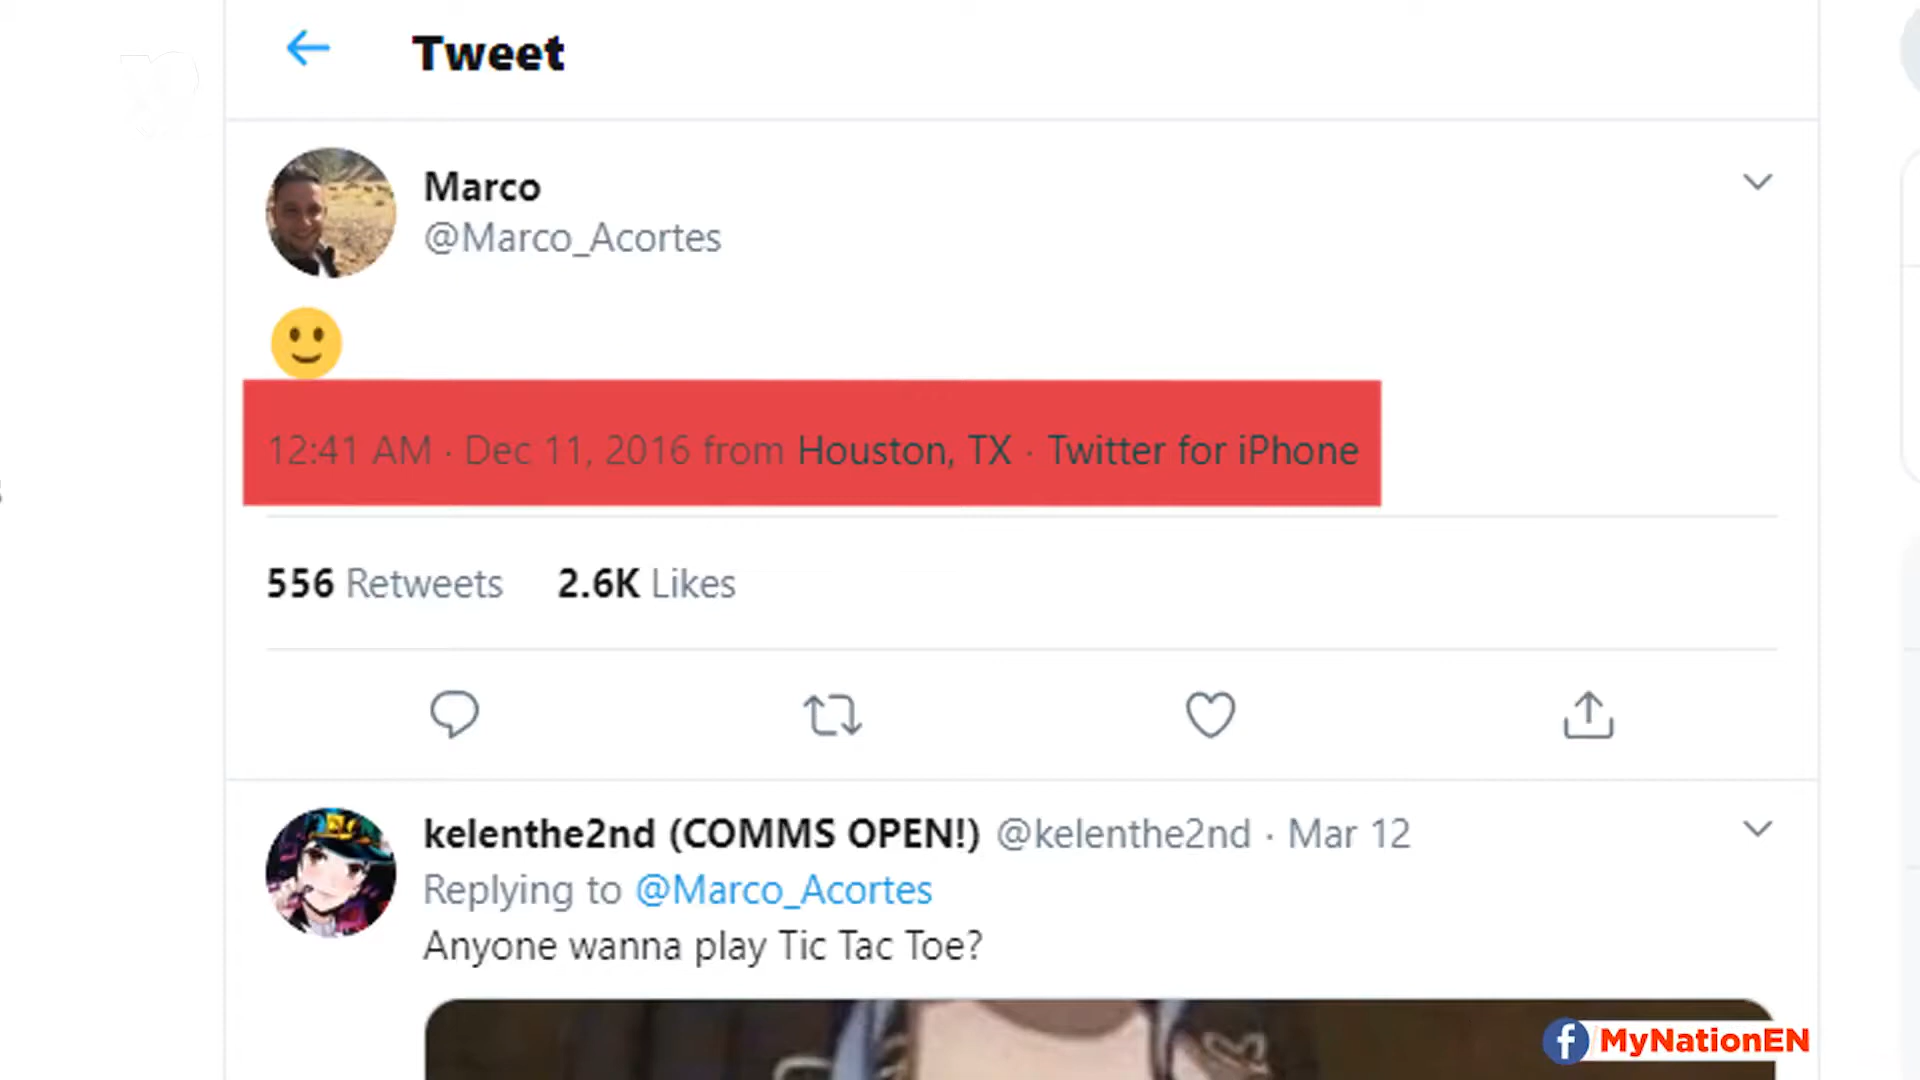 Tweet
Marco
@Marco_Acortes
🙂
12:41 AM · Dec 11, 2016 from Houston, TX · Twitter for iPhone
556 Retweets 2.6K Likes
kelenthe2nd (COMMS OPEN!) @kelenthe2nd · Mar 12
Replying to @Marco_Acortes
Anyone wanna play Tic Tac Toe?
MyNationEN